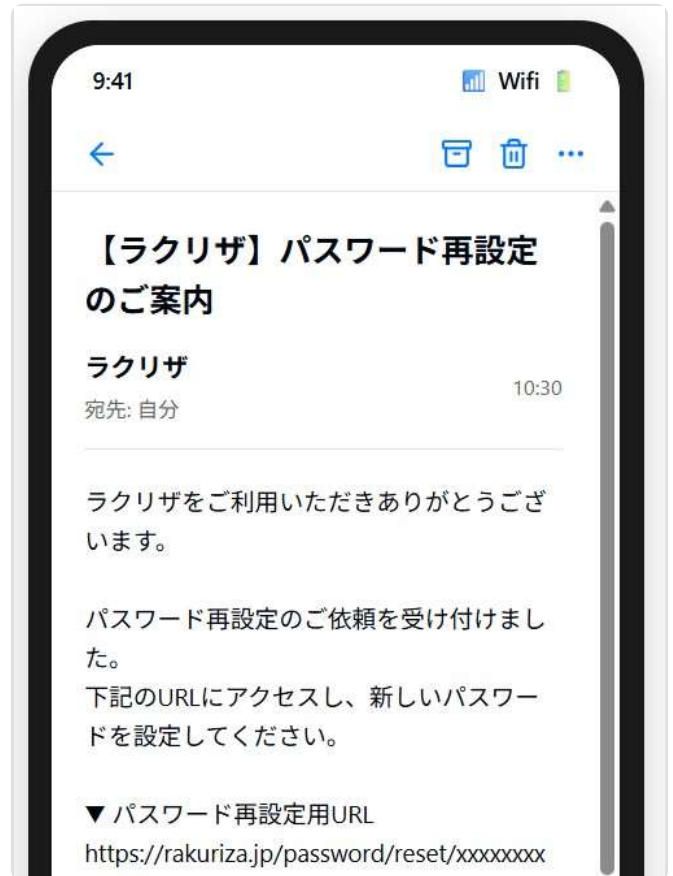 9:41
Wifi
【ラクリザ】パスワード再設定
のご案内
ラクリザ
10:30
宛先: 自分
ラクリザをご利用いただきありがとうござ
います。
パスワード再設定のご依頼を受け付けまし
た。
下記のURLにアクセスし、新しいパスワー
ドを設定してください。
▼ パスワード再設定用URL
https://rakuriza.jp/password/reset/xxxxxxxx